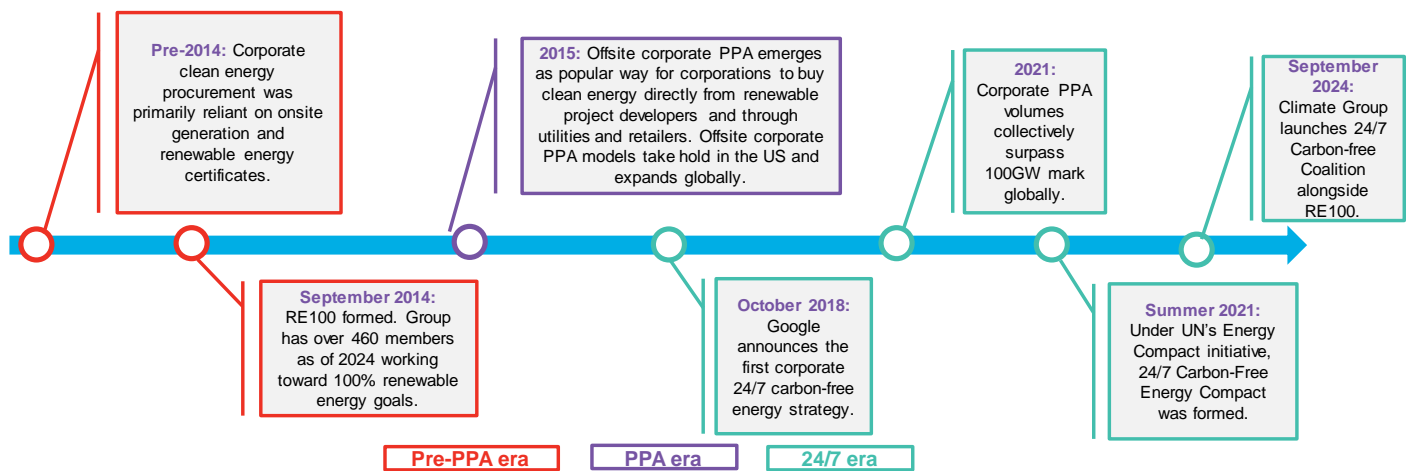 Pre-2014: Corporate
clean energy
procurement was
primarily reliant on onsite
generation and
renewable energy
certificates.
September 2014:
RE100 formed. Group
has over 460 members
as of 2024 working
toward 100% renewable
energy goals.
2015: Offsite corporate PPA emerges
as popular way for corporations to buy
clean energy directly from renewable
project developers and through
utilities and retailers. Offsite corporate
PPA models take hold in the US and
expands globally.
October 2018:
Google
announces the
first corporate
24/7 carbon-free
energy strategy.
2021:
Corporate PPA
volumes
collectively
surpass
100GW mark
globally.
Summer 2021:
Under UN's Energy
Compact initiative,
24/7 Carbon-Free
Energy Compact
was formed.
September
2024:
Climate Group
launches 24/7
Carbon-free
Coalition
alongside
RE100.
Pre-PPA era
PPA era
24/7 era